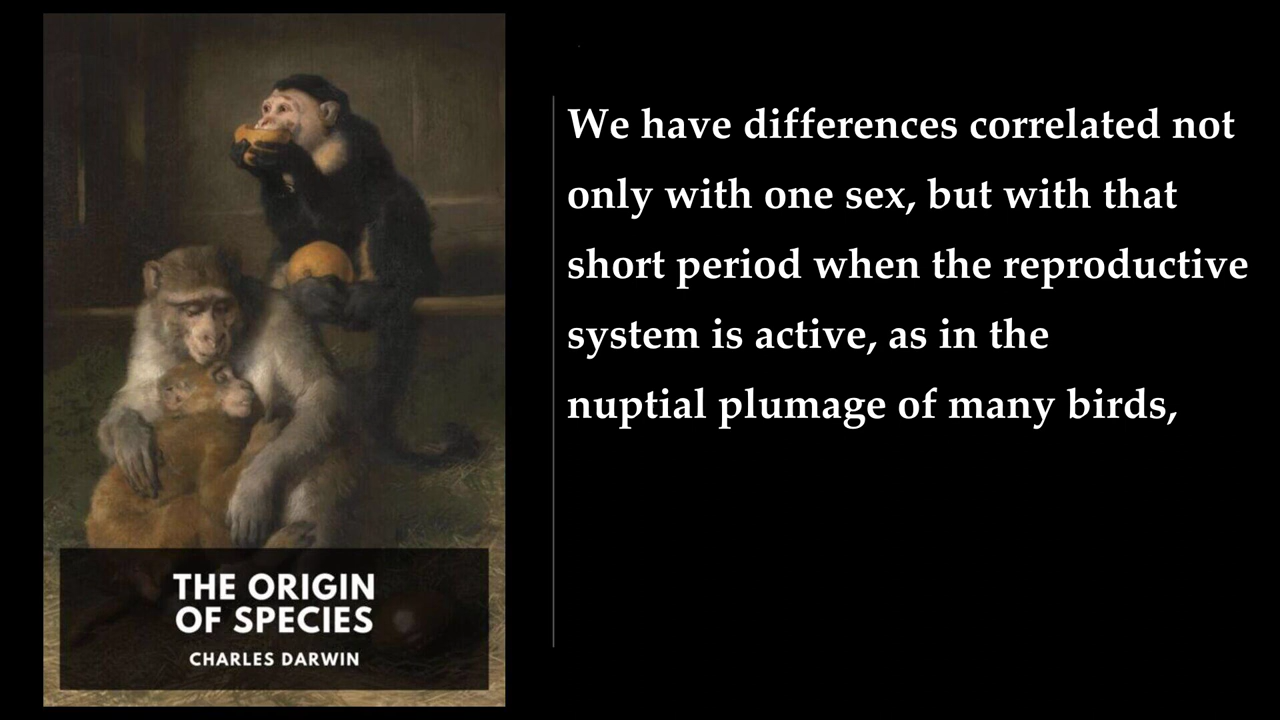 We have differences correlated not
only with one sex, but with that
short period when the reproductive
system is active, as in the
nuptial plumage of many birds,
THE ORIGIN
OF SPECIES
CHARLES DARWIN